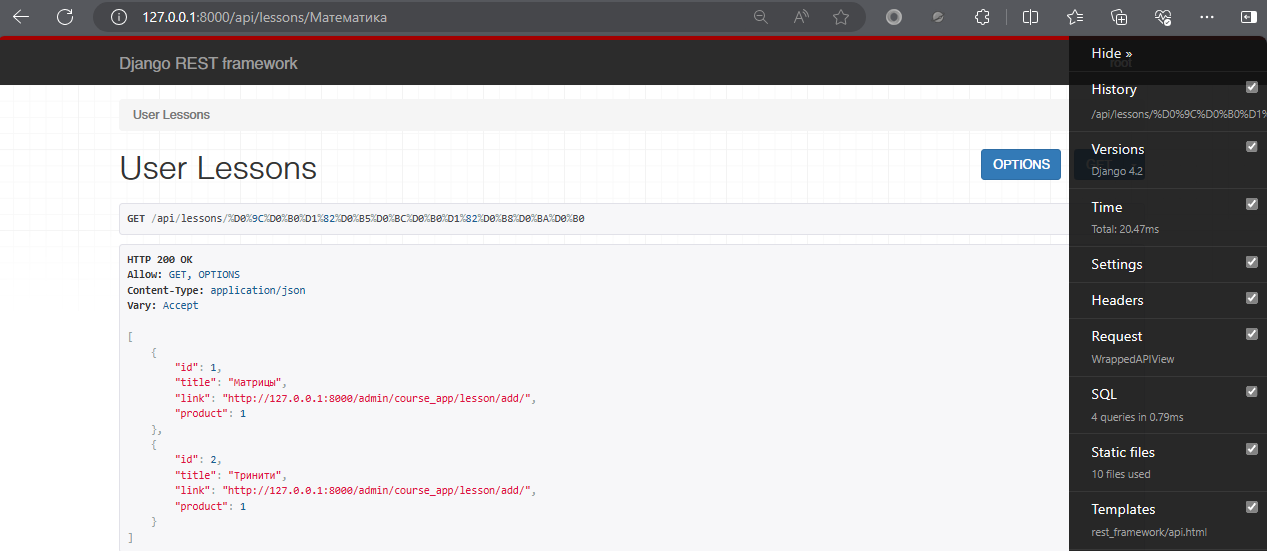 127.0.0.1:8000/api/lessons/Математика
Django REST framework
User Lessons
User Lessons
OPTIONS
GET /api/lessons/%D0%9C%D0%B0%D1%82%D0%B5%D0%BC%D0%B0%D1%82%D0%B8%D0%BA%D0%B0
HTTP 200 OK
Allow: GET, OPTIONS
Content-Type: application/json
Vary: Accept
[
{
"id": 1,
"title": "Матрицы",
"link": "http://127.0.0.1:8000/admin/course_app/lesson/add/",
"product": 1
},
{
"id": 2,
"title": "Тринити",
"link": "http://127.0.0.1:8000/admin/course_app/lesson/add/",
"product": 1
}
]
Hide »
History
/api/lessons/%D0%9C%D0%B0%D1%
Versions
Django 4.2
Time
Total: 20.47ms
Settings
Headers
Request
WrappedAPIView
SQL
4 queries in 0.79ms
Static files
10 files used
Templates
rest_framework/api.html